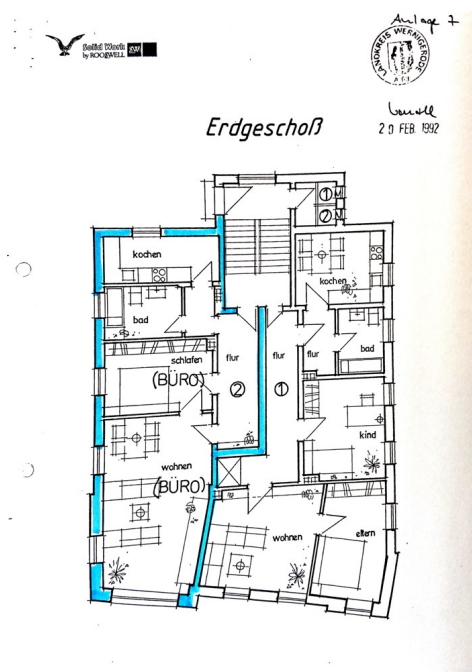 Anlage 7
Solid Work
by ROCKWELL
SW
LANDKREIS WERNIGERODE
20 FEB. 1992
Erdgeschoß
1
2
kochen
kochen
bad
flur
flur
flur
bad
schlafen
(BÜRO)
2
1
kind
wohnen
(BÜRO)
wohnen
eltern